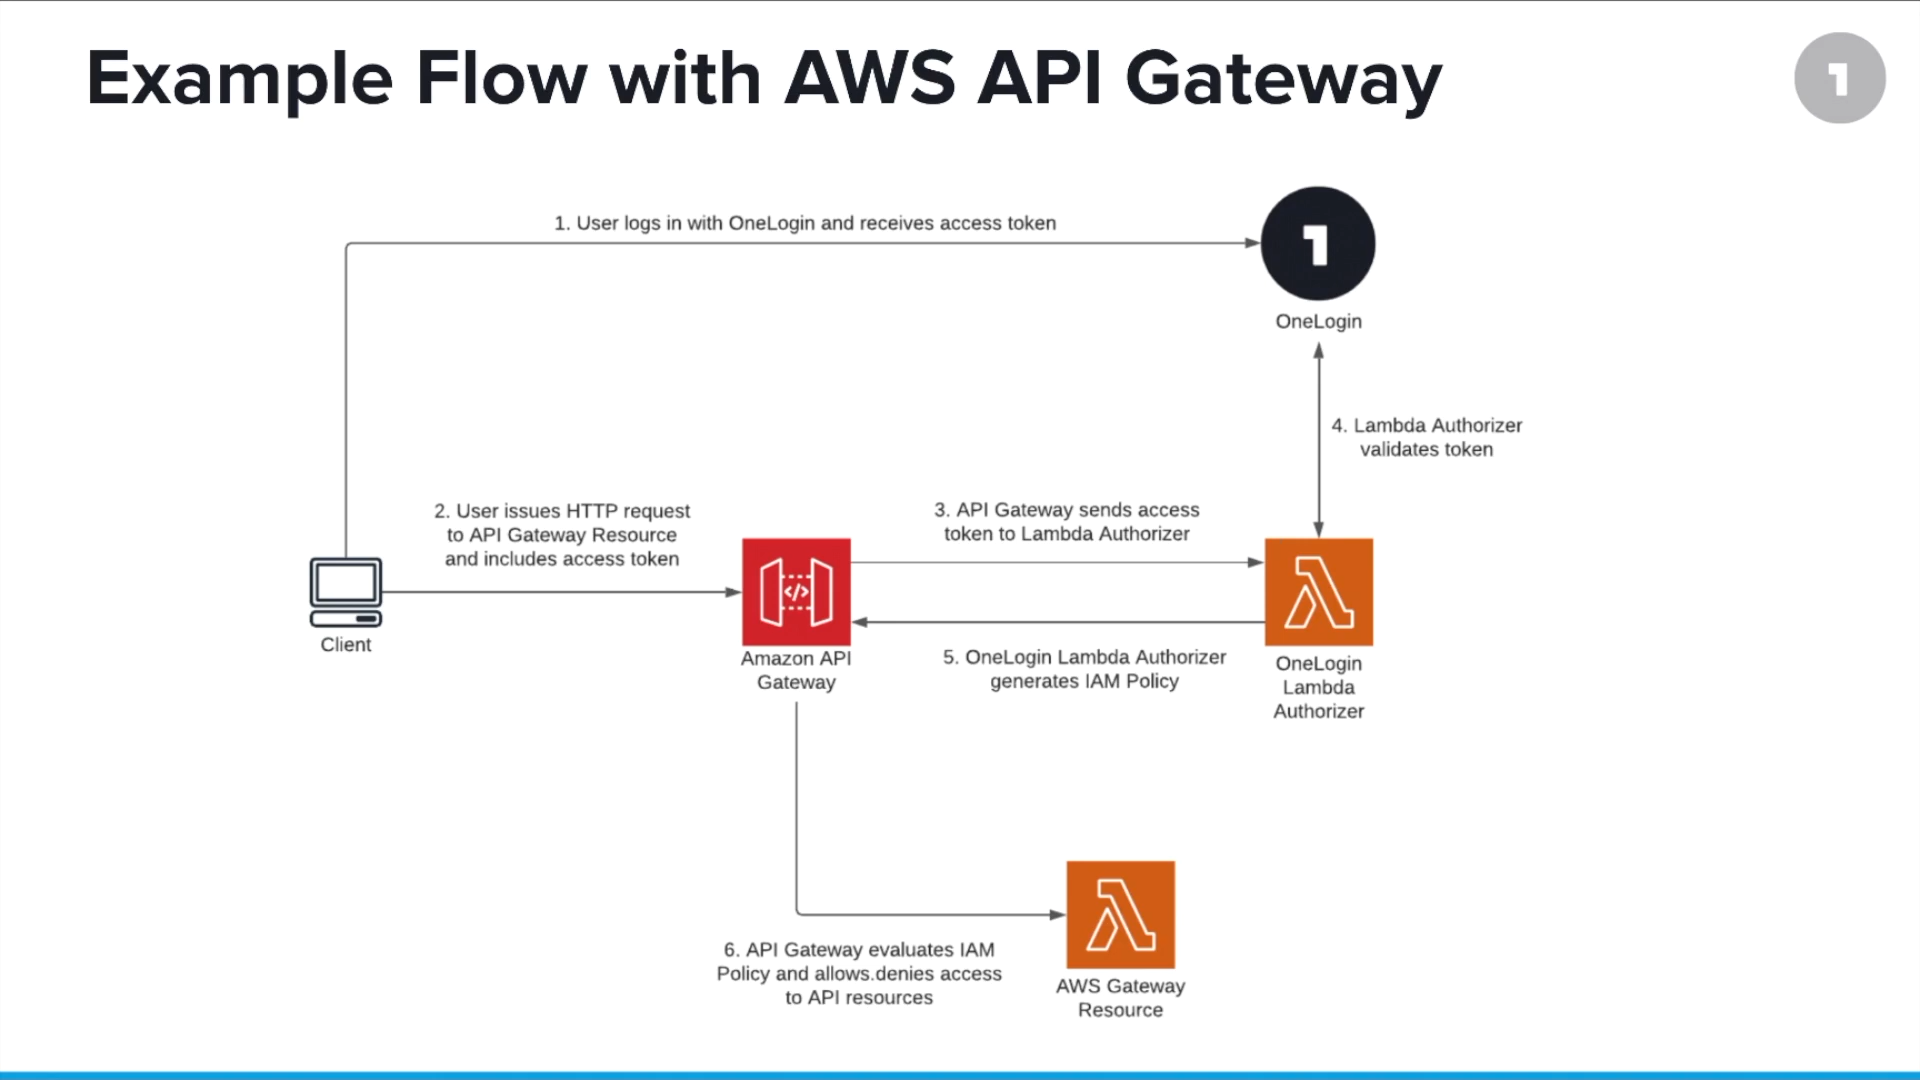 Example Flow with AWS API Gateway
1
1. User logs in with OneLogin and receives access token
1
OneLogin
4. Lambda Authorizer
validates token
2. User issues HTTP request
to API Gateway Resource
and includes access token
3. API Gateway sends access
token to Lambda Authorizer
</>
Client
Amazon API
Gateway
5. OneLogin Lambda Authorizer
generates IAM Policy
OneLogin
Lambda
Authorizer
6. API Gateway evaluates IAM
Policy and allows.denies access
to API resources
AWS Gateway
Resource